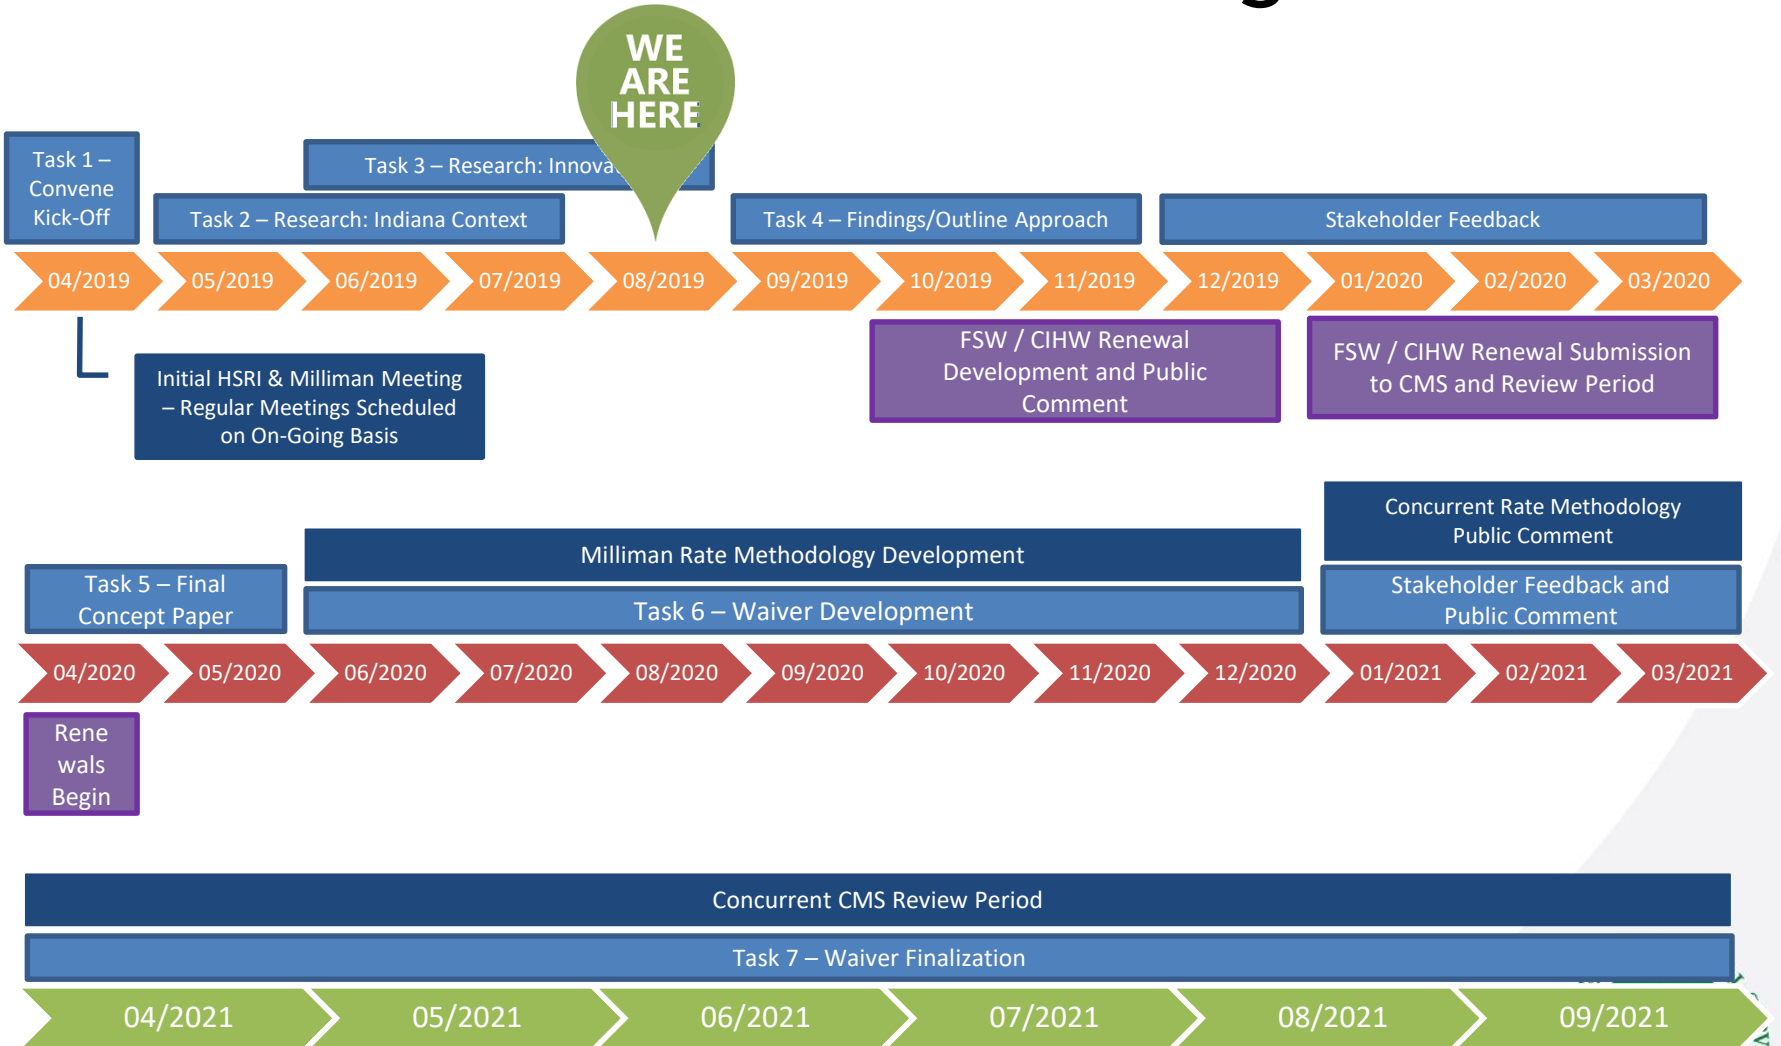 WE
ARE
HERE
Task 1 –
Convene
Kick-Off
Task 3 – Research: Innova
Task 2 – Research: Indiana Context
Task 4 – Findings/Outline Approach
Stakeholder Feedback
04/2019
05/2019
06/2019
07/2019
08/2019
09/2019
10/2019
11/2019
12/2019
01/2020
02/2020
03/2020
Initial HSRI & Milliman Meeting
– Regular Meetings Scheduled
on On-Going Basis
FSW / CIHW Renewal
Development and Public
Comment
FSW / CIHW Renewal Submission
to CMS and Review Period
Concurrent Rate Methodology
Public Comment
Milliman Rate Methodology Development
Task 5 – Final
Concept Paper
Task 6 – Waiver Development
Stakeholder Feedback and
Public Comment
04/2020
05/2020
06/2020
07/2020
08/2020
09/2020
10/2020
11/2020
12/2020
01/2021
02/2021
03/2021
Rene
wals
Begin
Concurrent CMS Review Period
Task 7 – Waiver Finalization
04/2021
05/2021
06/2021
07/2021
08/2021
09/2021